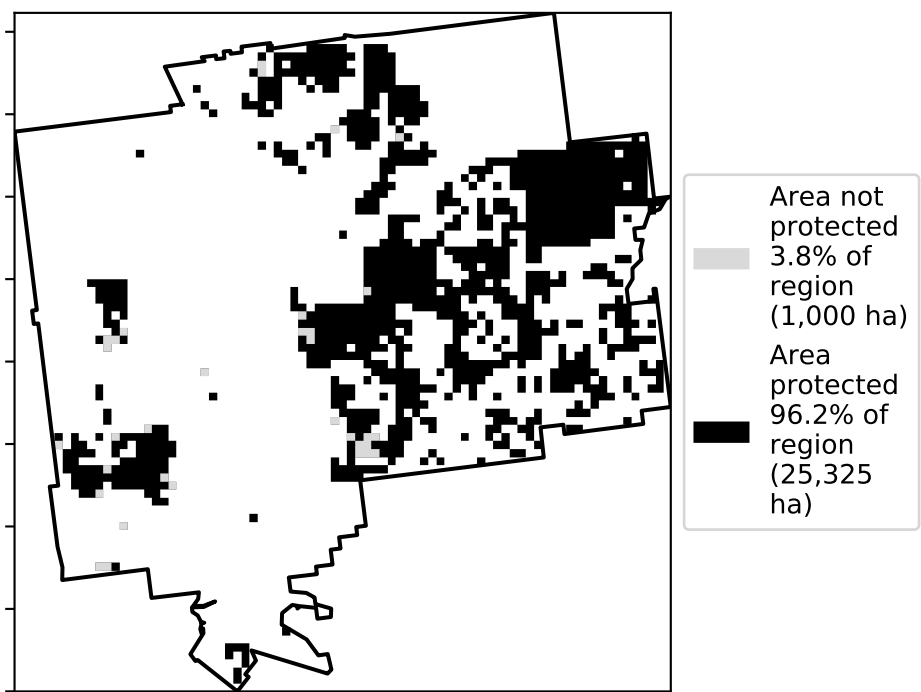 Area not
protected
3.8% of
region
(1,000 ha)
Area
protected
96.2% of
region
(25,325
ha)